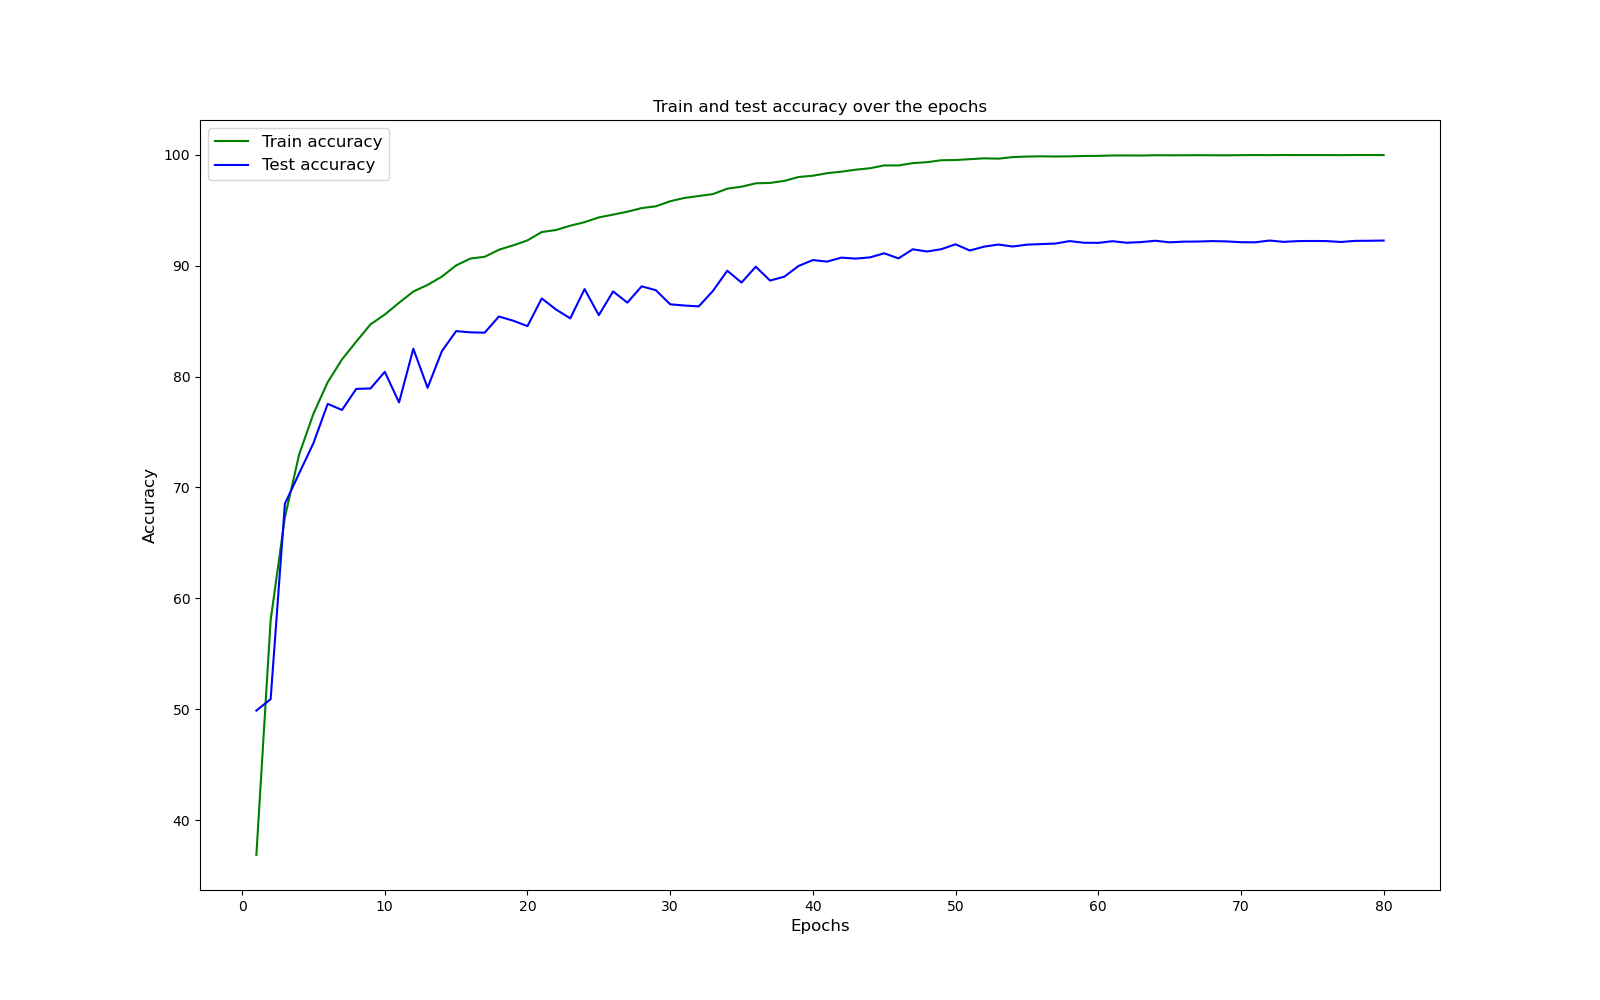 Train and test accuracy over the epochs
Train accuracy
Test accuracy
100
90
80
70
60
50
40
Accuracy
0 10 20 30 40 50 60 70 80
Epochs